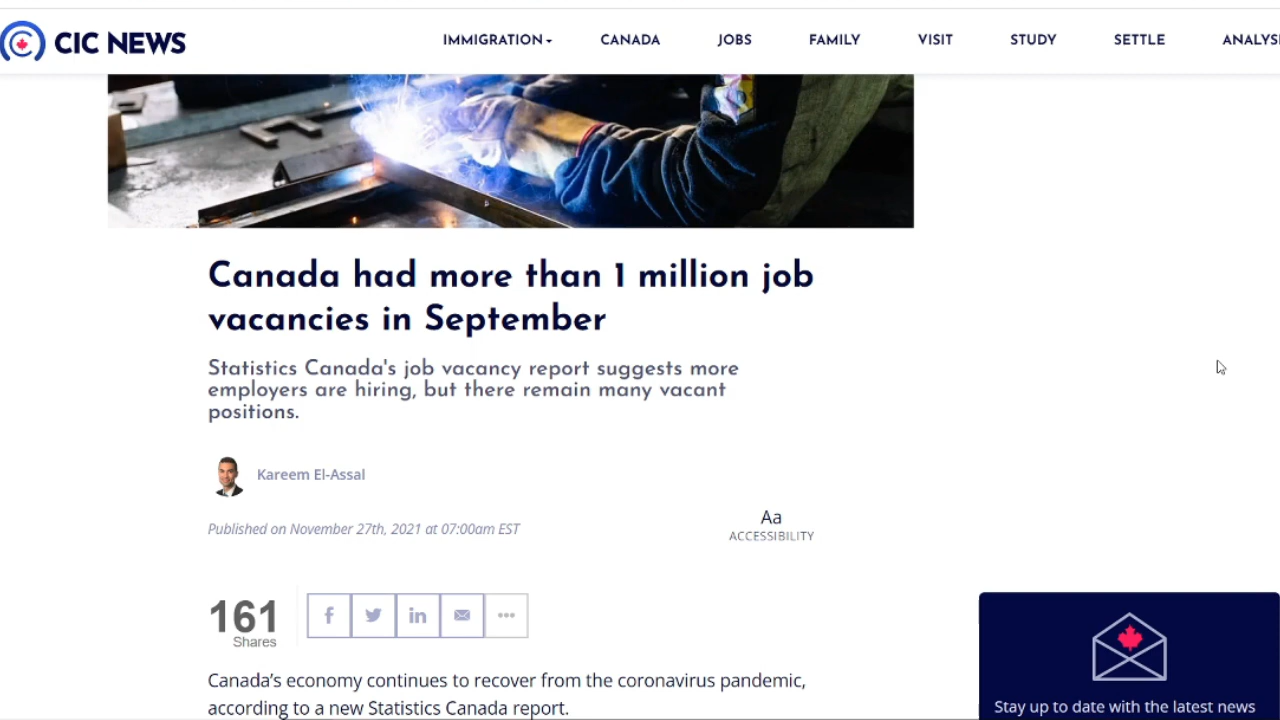 CIC NEWS
IMMIGRATION CANADA JOBS FAMILY VISIT STUDY SETTLE ANALYSI
Canada had more than 1 million job
vacancies in September
Statistics Canada's job vacancy report suggests more
employers are hiring, but there remain many vacant
positions.
Kareem El-Assal
Published on November 27th, 2021 at 07:00am EST
Aa
ACCESSIBILITY
161
Shares
Canada’s economy continues to recover from the coronavirus pandemic,
according to a new Statistics Canada report.
Stay up to date with the latest news